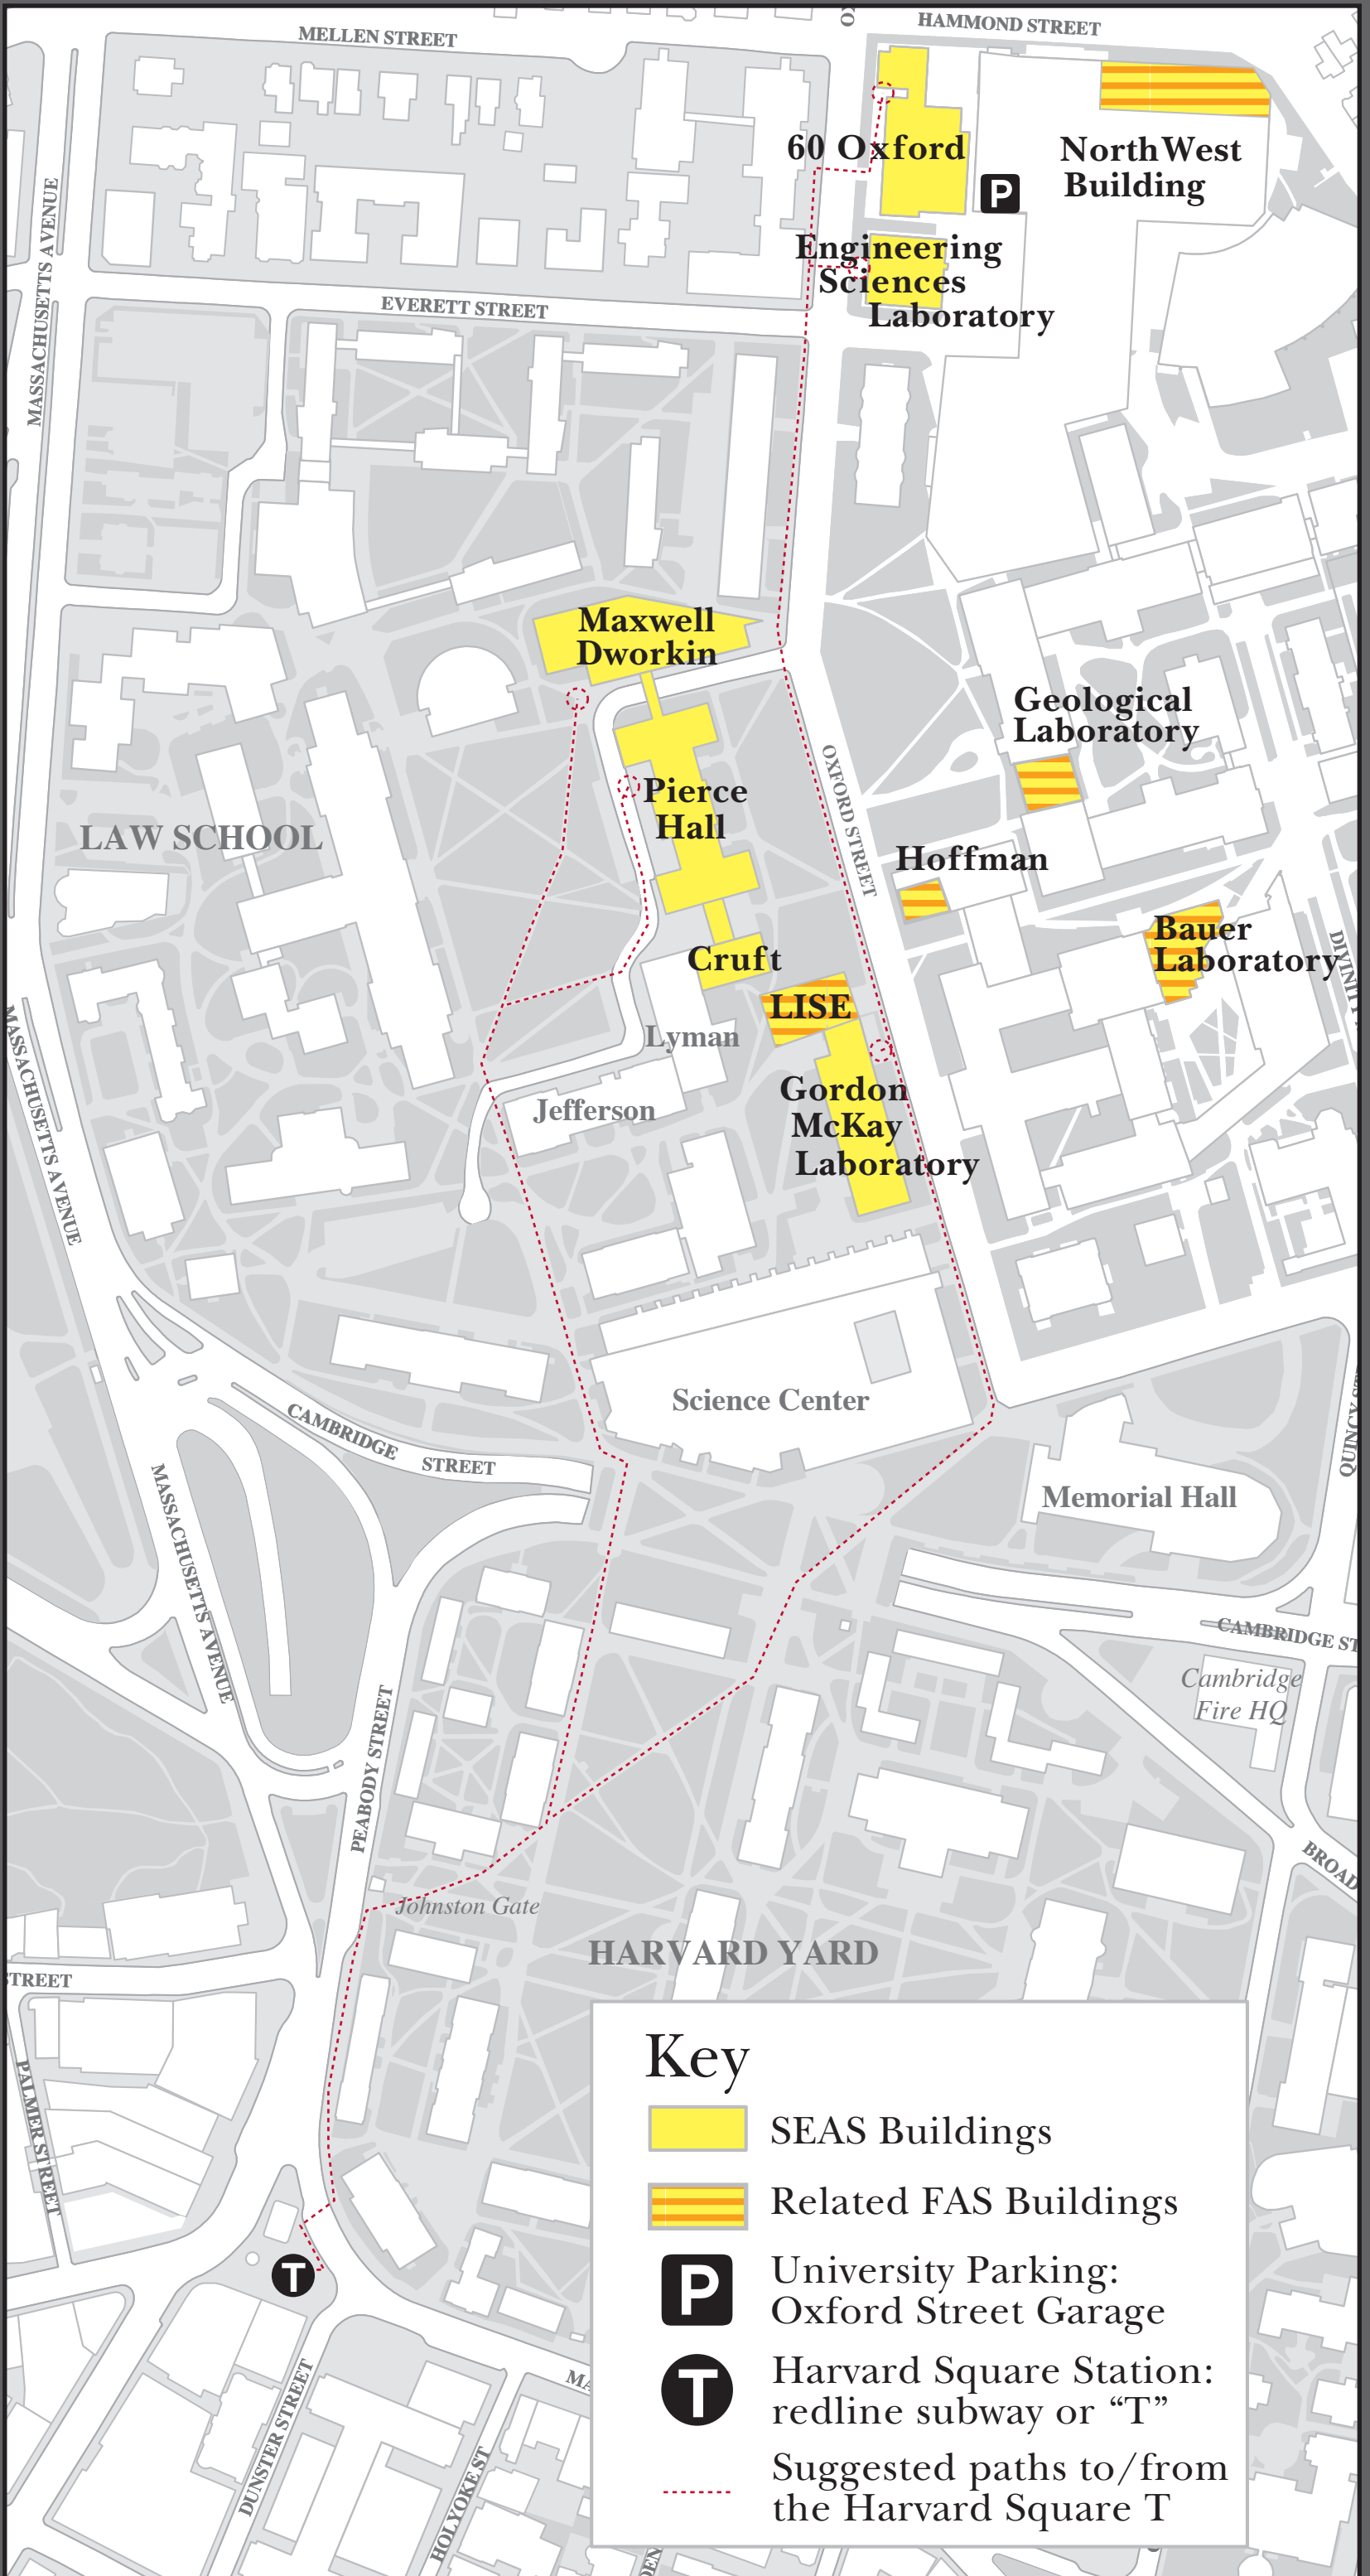 HAMMOND STREET
MELLEN STREET
60 Oxford
NorthWest
Building
P
MASSACHUSETTS AVENUE
Engineering
Sciences
Laboratory
EVERETT STREET
Maxwell
Dworkin
Geological
Laboratory
OXFORD STREET
Pierce
Hall
LAW SCHOOL
Hoffman
Bauer
Laboratory
Cruft
LISE
Lyman
MASSACHUSETTS AVENUE
Gordon
McKay
Laboratory
Jefferson
Science Center
CAMBRIDGE STREET
Memorial Hall
MASSACHUSETTS AVENUE
CAMBRIDGE ST
Cambridge
Fire HQ
PEABODY STREET
BROAD
Johnston Gate
HARVARD YARD
STREET
PALMER STREET
T
DUNSTER STREET
HOLYOKE ST
MA
Key
SEAS Buildings
Related FAS Buildings
P
University Parking:
Oxford Street Garage
T
Harvard Square Station:
redline subway or “T”
Suggested paths to/from
the Harvard Square T